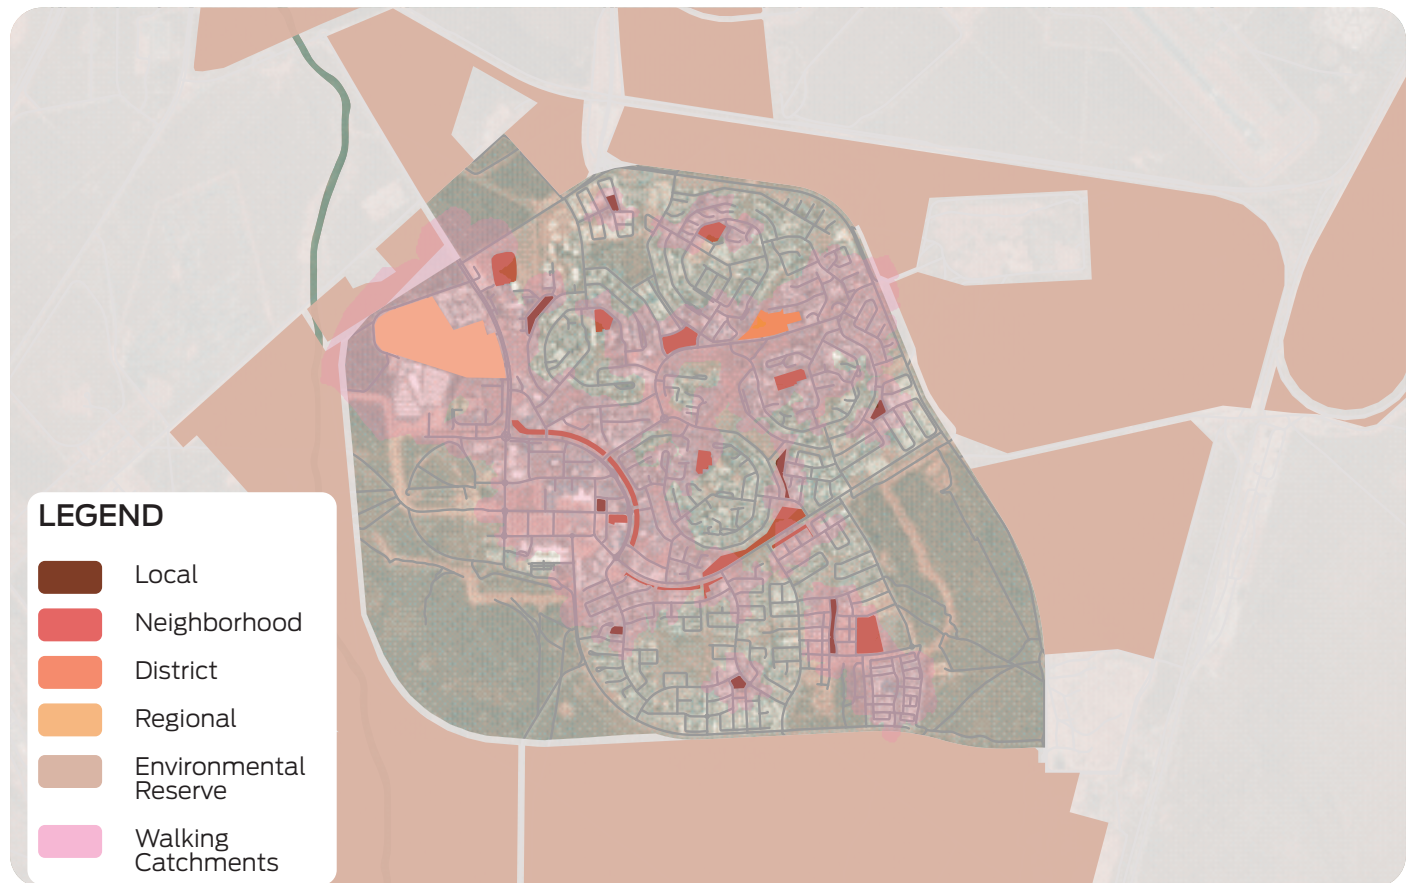 LEGEND
Local
Neighborhood
District
Regional
Environmental
Reserve
Walking
Catchments